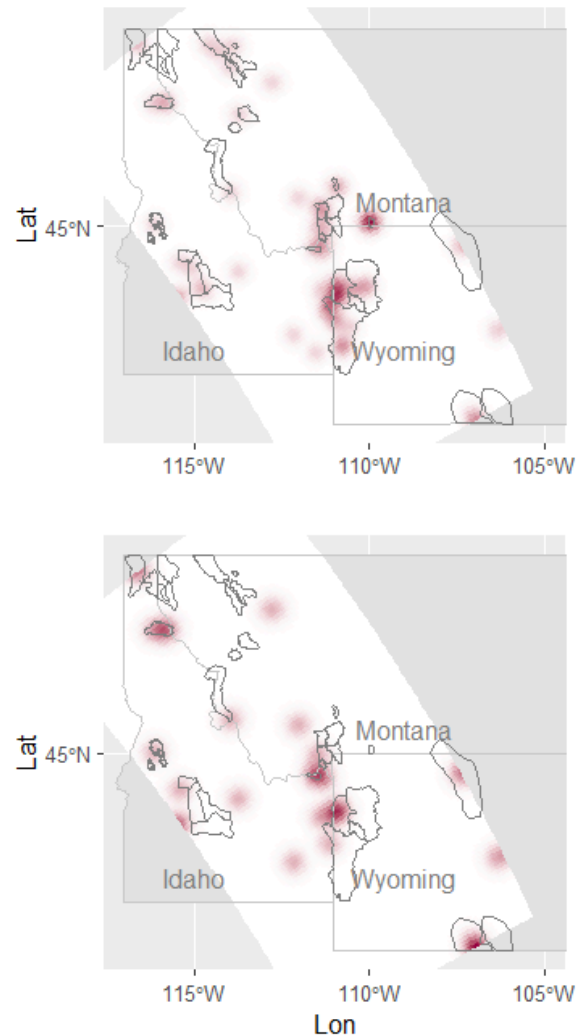 Lat
45°N
Montana
Idaho
Wyoming
115°W 110°W 105°W
Lat
45°N
Montana
Idaho
Wyoming
115°W 110°W 105°W
Lon